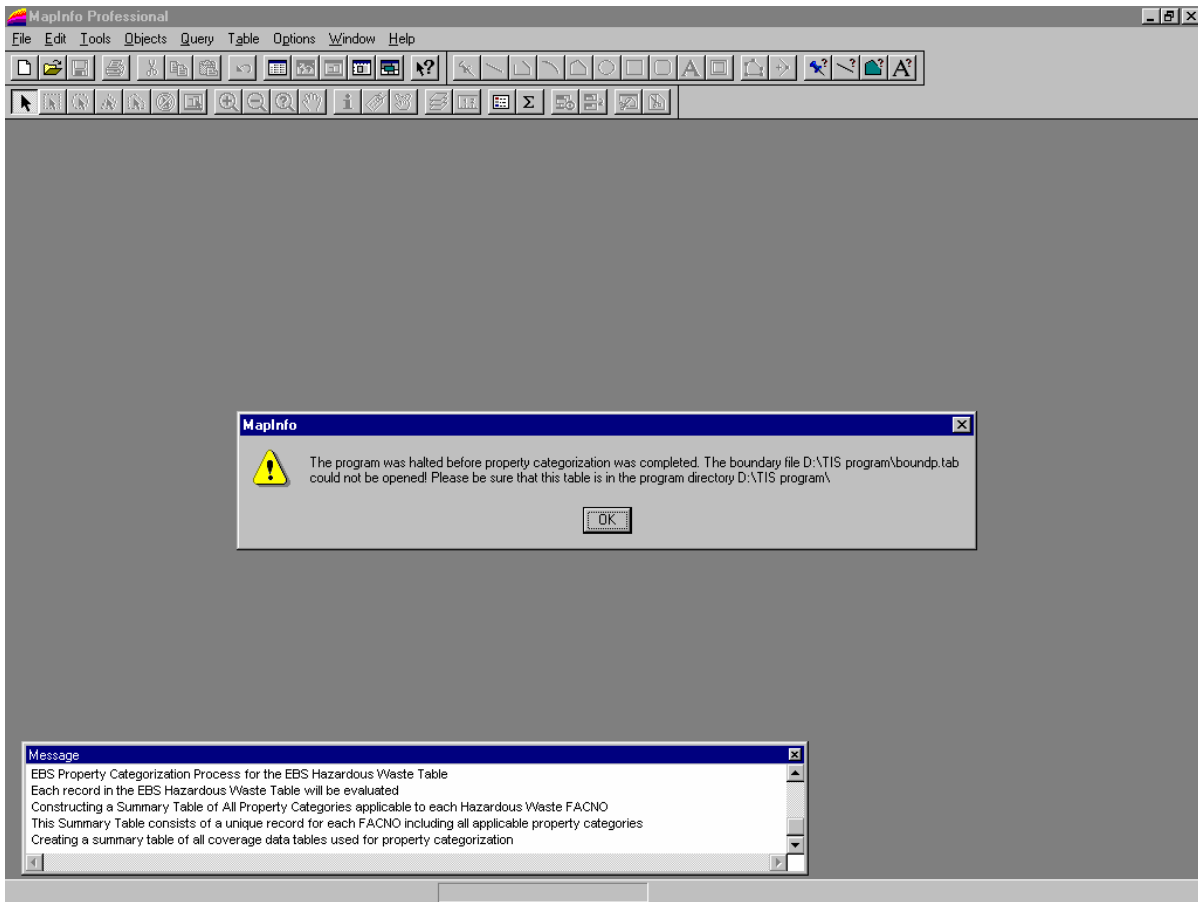 MapInfo Professional
File Edit Tools Objects Query Table Options Window Help
MapInfo
The program was halted before property categorization was completed. The boundary file D:\TIS program\boundp.tab
could not be opened! Please be sure that this table is in the program directory D:\TIS program\
OK
Message
EBS Property Categorization Process for the EBS Hazardous Waste Table
Each record in the EBS Hazardous Waste Table will be evaluated
Constructing a Summary Table of All Property Categories applicable to each Hazardous Waste FACNO
This Summary Table consists of a unique record for each FACNO including all applicable property categories
Creating a summary table of all coverage data tables used for property categorization